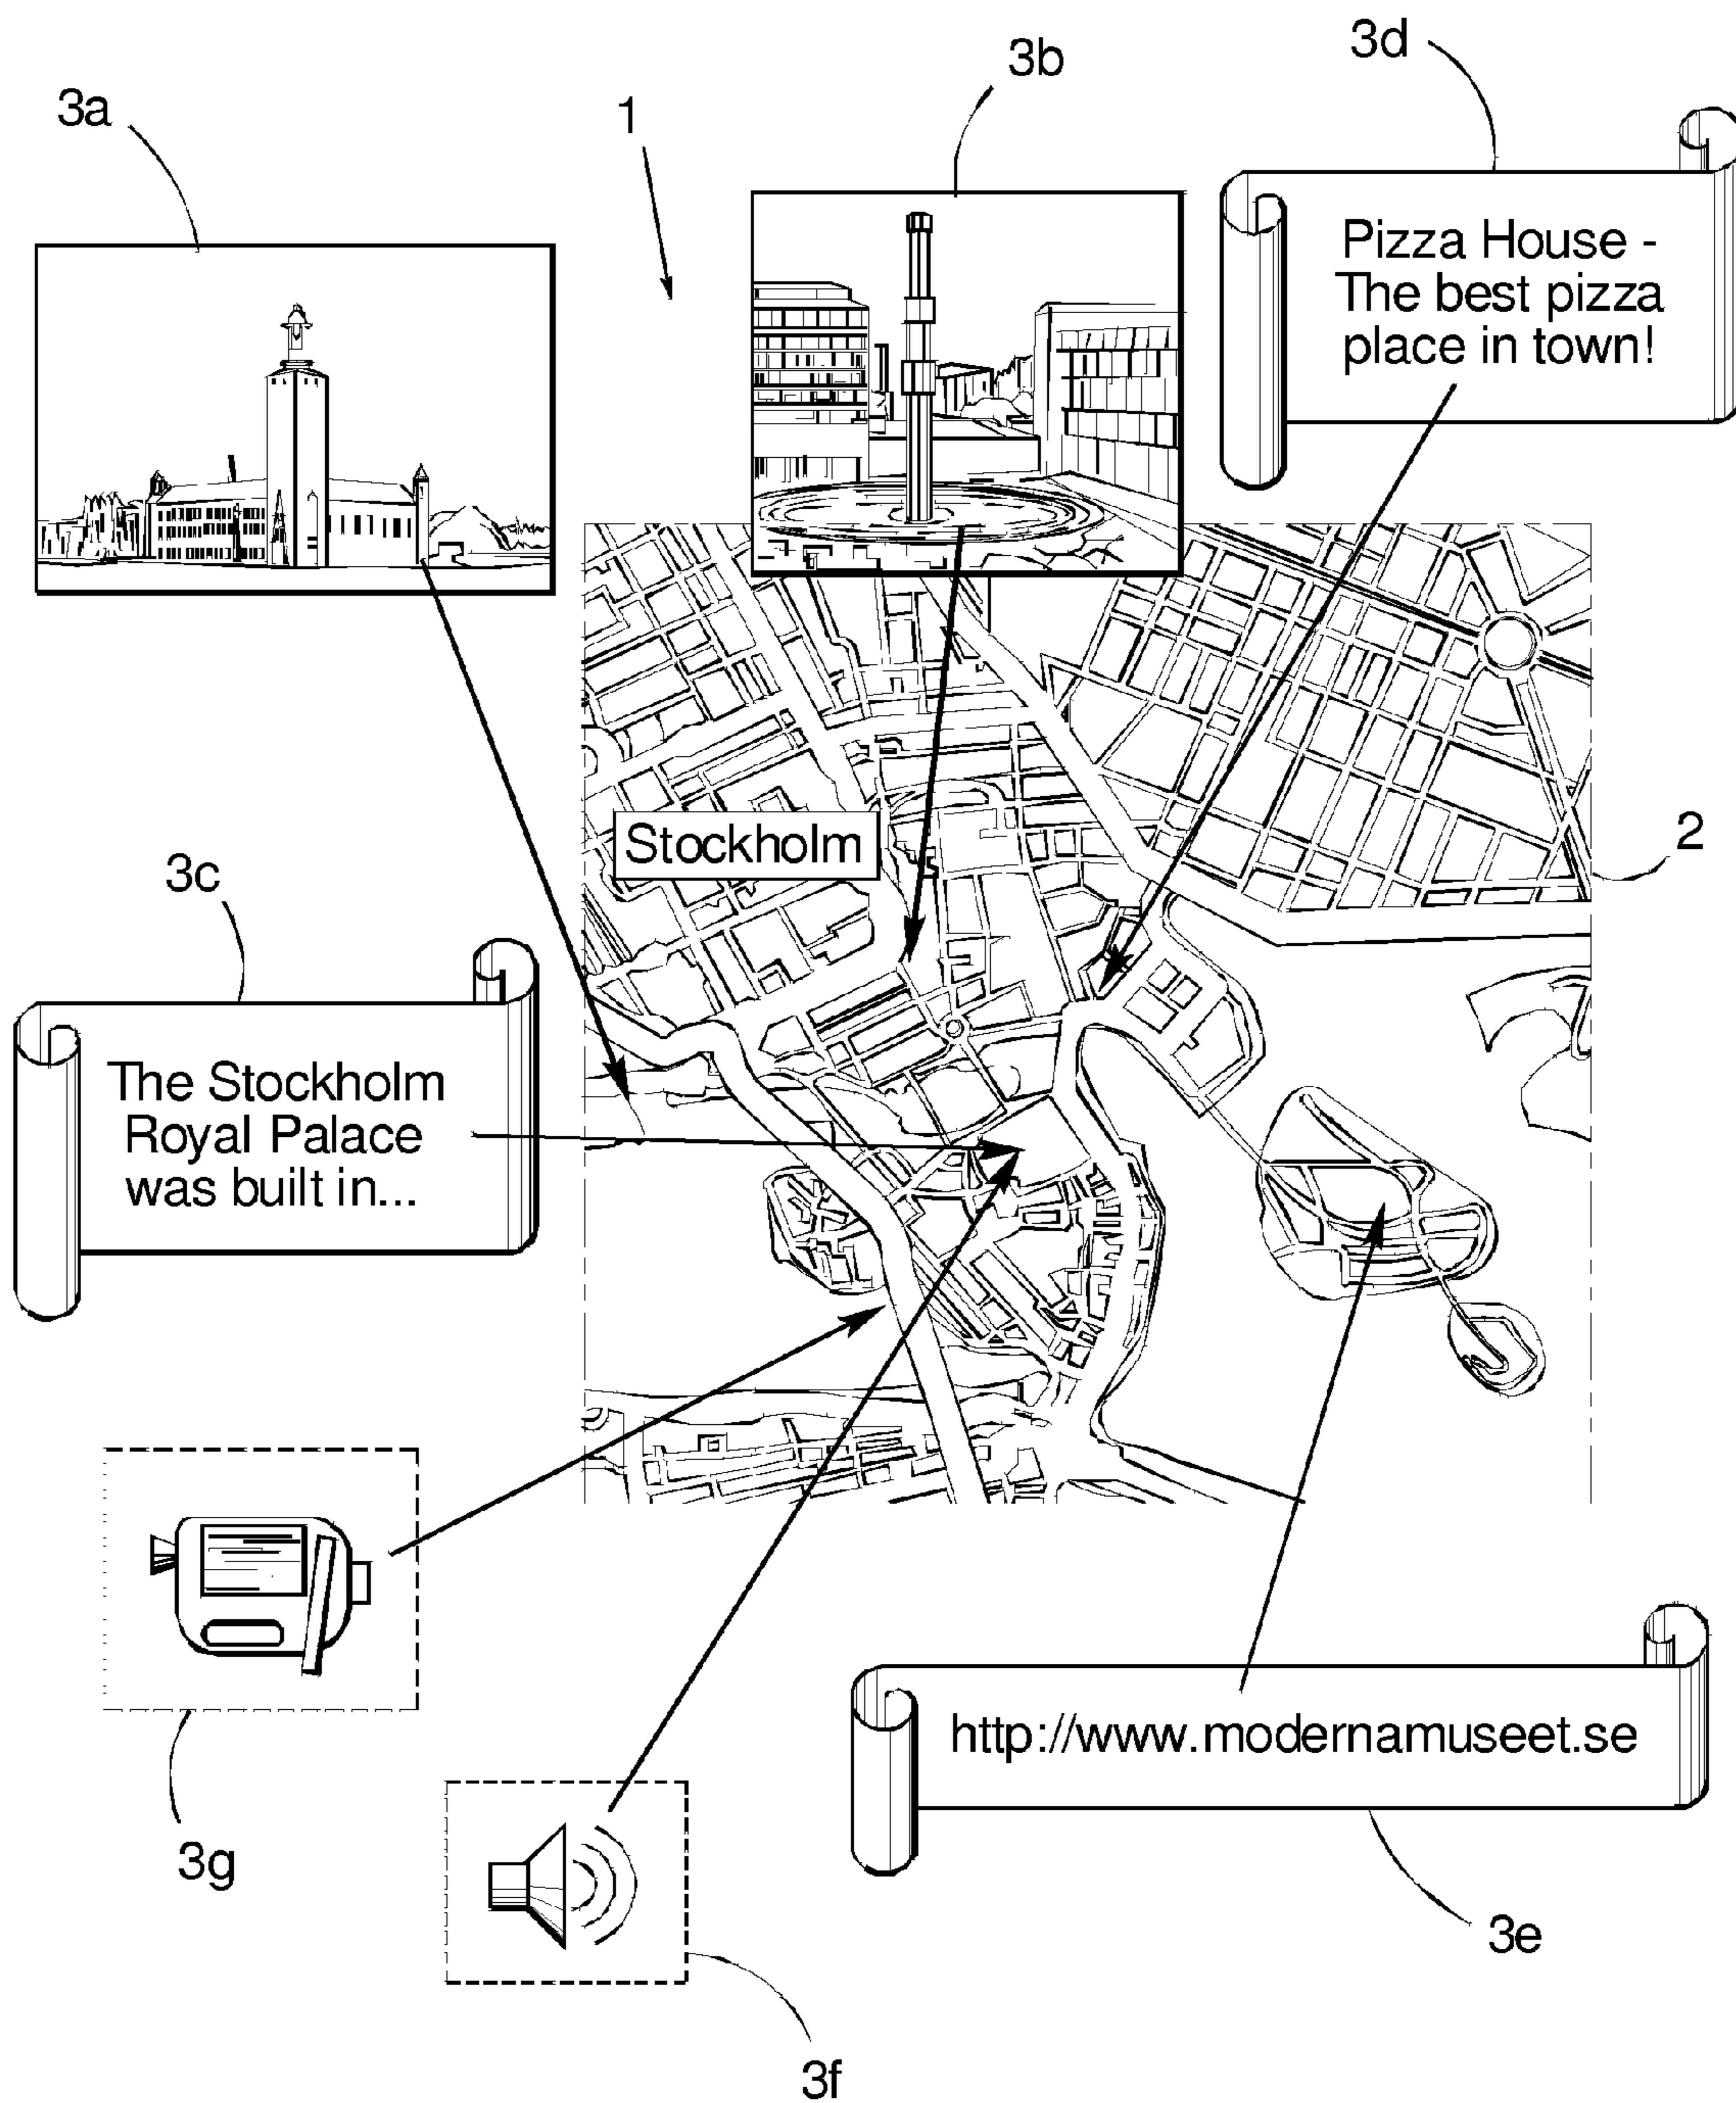 3b
3d
3a
1
Pizza House -
The best pizza
place in town!
Stockholm
2
3c
The Stockholm
Royal Palace
was built in...
http://www.modernamuseet.se
3g
3e
3f